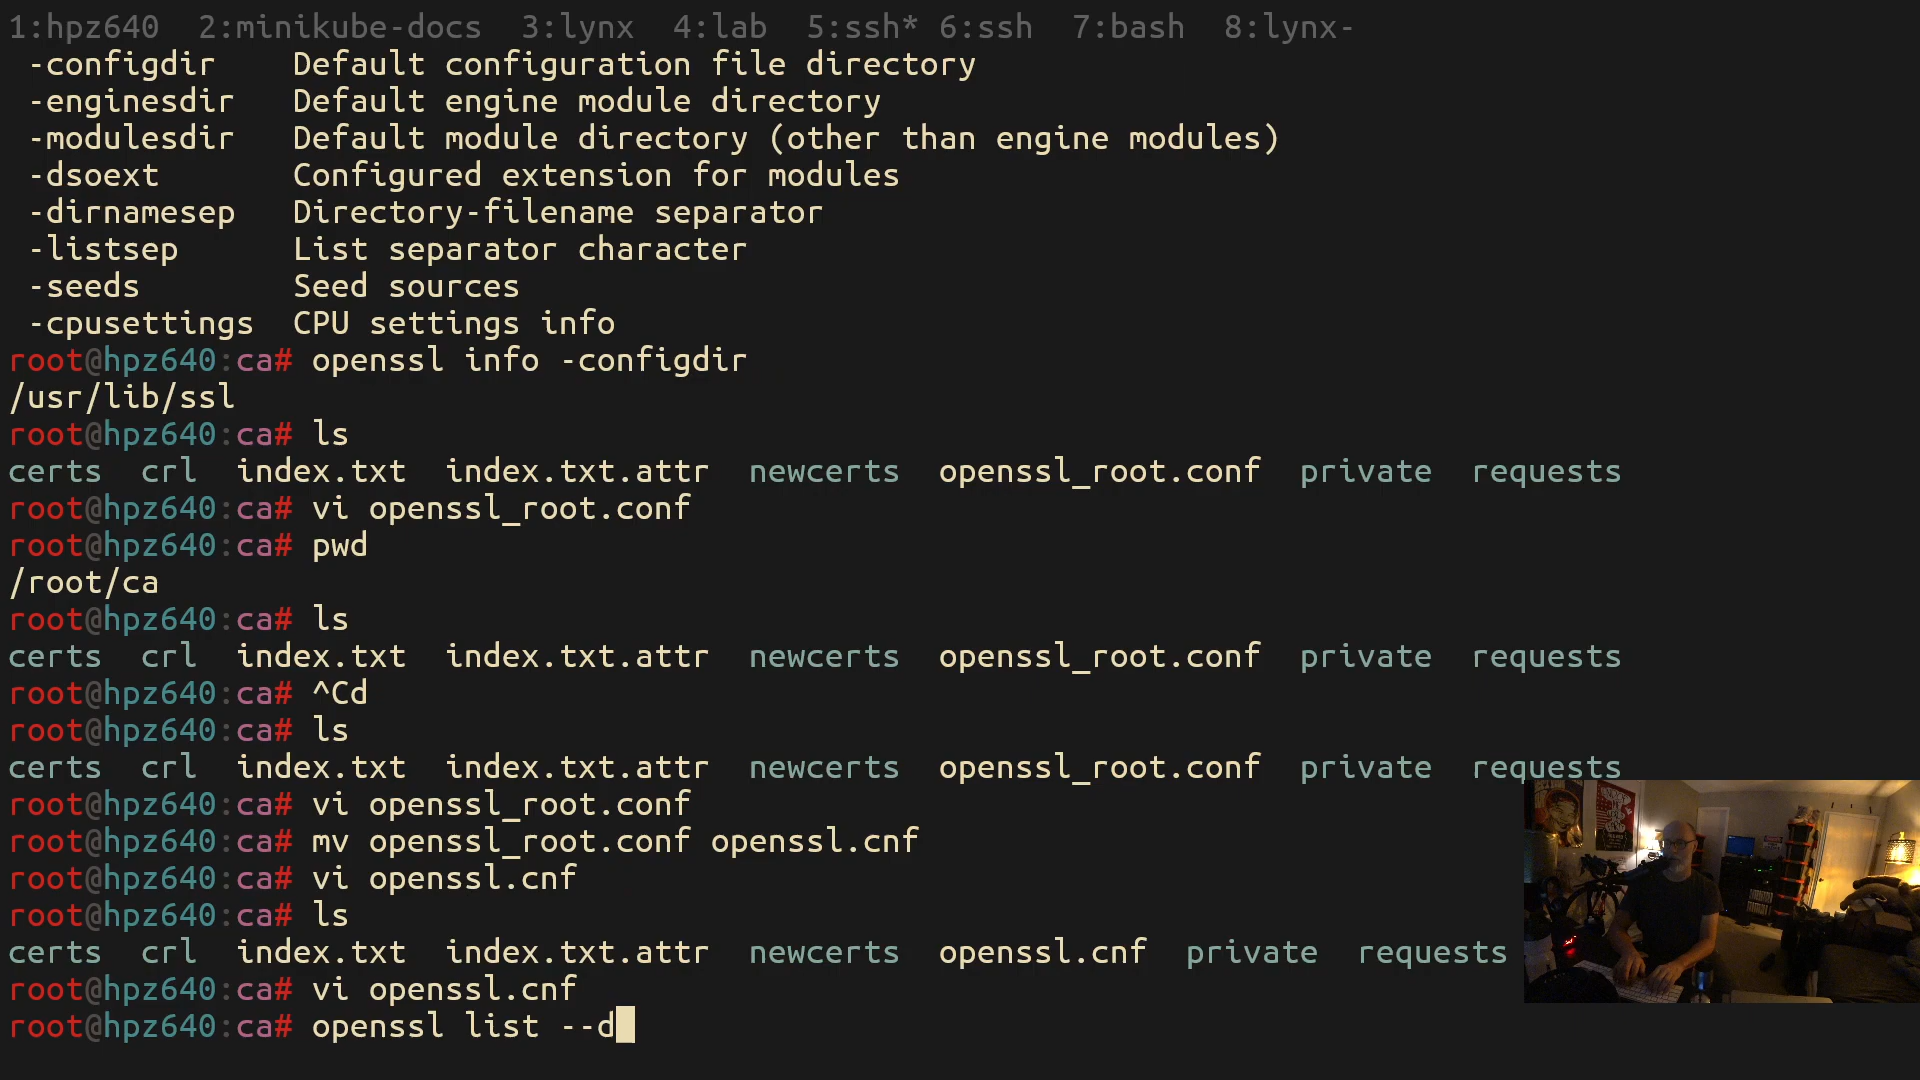 1:hpz640  2:minikube-docs  3:lynx  4:lab  5:ssh* 6:ssh  7:bash  8:lynx-
 -configdir    Default configuration file directory
 -enginesdir   Default engine module directory
 -modulesdir   Default module directory (other than engine modules)
 -dsoext       Configured extension for modules
 -dirnamesep   Directory-filename separator
 -listsep      List separator character
 -seeds        Seed sources
 -cpusettings  CPU settings info
root@hpz640:ca# openssl info -configdir
/usr/lib/ssl
root@hpz640:ca# ls
certs  crl  index.txt  index.txt.attr  newcerts  openssl_root.conf  private  requests
root@hpz640:ca# vi openssl_root.conf
root@hpz640:ca# pwd
/root/ca
root@hpz640:ca# ls
certs  crl  index.txt  index.txt.attr  newcerts  openssl_root.conf  private  requests
root@hpz640:ca# ^Cd
root@hpz640:ca# ls
certs  crl  index.txt  index.txt.attr  newcerts  openssl_root.conf  private  requests
root@hpz640:ca# vi openssl_root.conf
root@hpz640:ca# mv openssl_root.conf openssl.cnf
root@hpz640:ca# vi openssl.cnf
root@hpz640:ca# ls
certs  crl  index.txt  index.txt.attr  newcerts  openssl.cnf  private  requests
root@hpz640:ca# vi openssl.cnf
root@hpz640:ca# openssl list --d